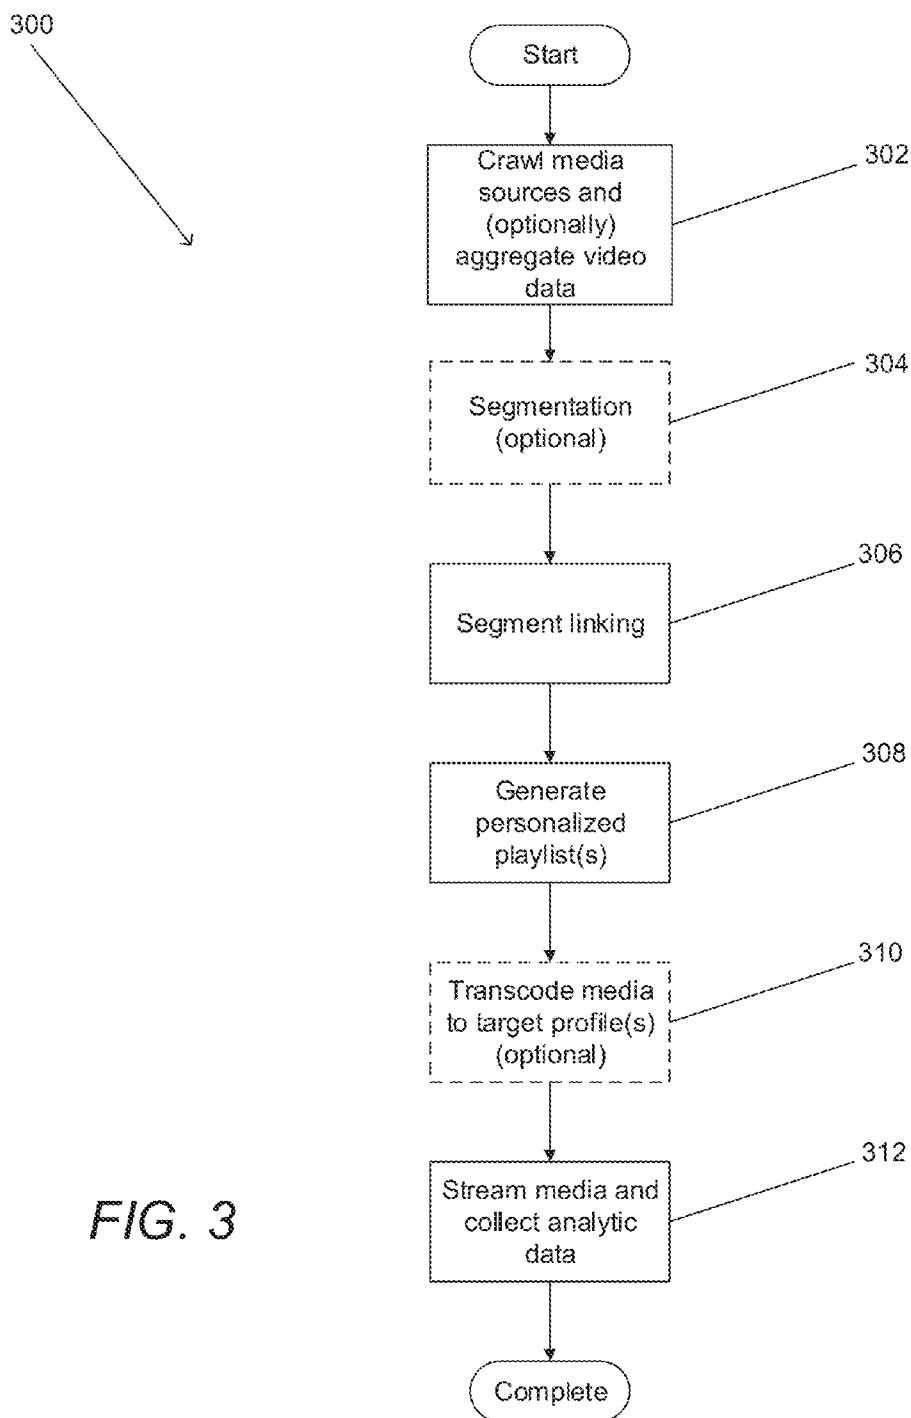 300
Start
Crawl media
sources and
(optionally)
aggregate video
data
302
Segmentation
(optional)
304
Segment linking
306
Generate
personalized
playlist(s)
308
Transcode media
to target profile(s)
(optional)
310
Stream media and
collect analytic
data
312
FIG. 3
Complete